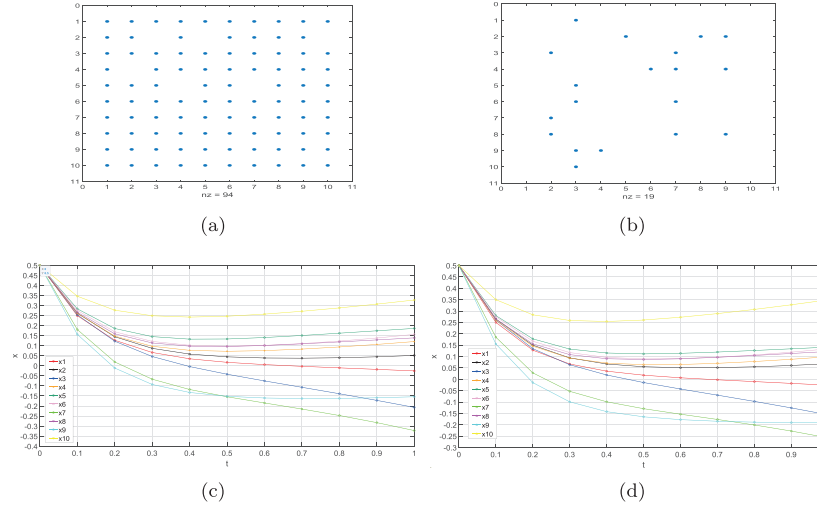 0
1
2
3
4
5
6
7
8
9
10
11
0 1 2 3 4 5 6 7 8 9 10 11
nz = 94
(a)
0
1
2
3
4
5
6
7
8
9
10
11
0 1 2 3 4 5 6 7 8 9 10 11
nz = 19
(b)
0.5
0.45
0.4
0.35
0.3
0.25
0.2
0.15
0.1
0.05
0
-0.05
-0.1
-0.15
-0.2
-0.25
-0.3
-0.35
-0.4
x
x1
x2
x3
x4
x5
x6
x7
x8
x9
x10
0 0.1 0.2 0.3 0.4 0.5 0.6 0.7 0.8 0.9 1
t
(c)
0.5
0.45
0.4
0.35
0.3
0.25
0.2
0.15
0.1
0.05
0
-0.05
-0.1
-0.15
-0.2
-0.25
-0.3
x
x1
x2
x3
x4
x5
x6
x7
x8
x9
x10
0 0.1 0.2 0.3 0.4 0.5 0.6 0.7 0.8 0.9
t
(d)